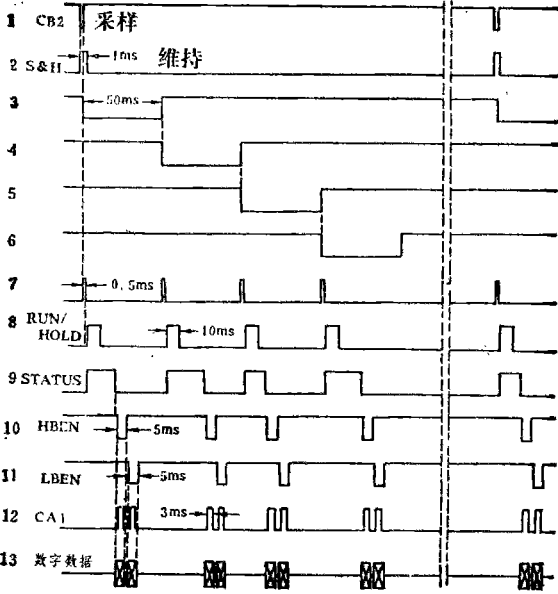 1 CB2 采样
2 S&H 1ms 维持
3 50ms
4
5
6
7 0.5ms
8 RUN/
HOLD 10ms
9 STATUS
10 HBEN 5ms
11 LBEN 5ms
12 CA1 3ms
13 数字数据